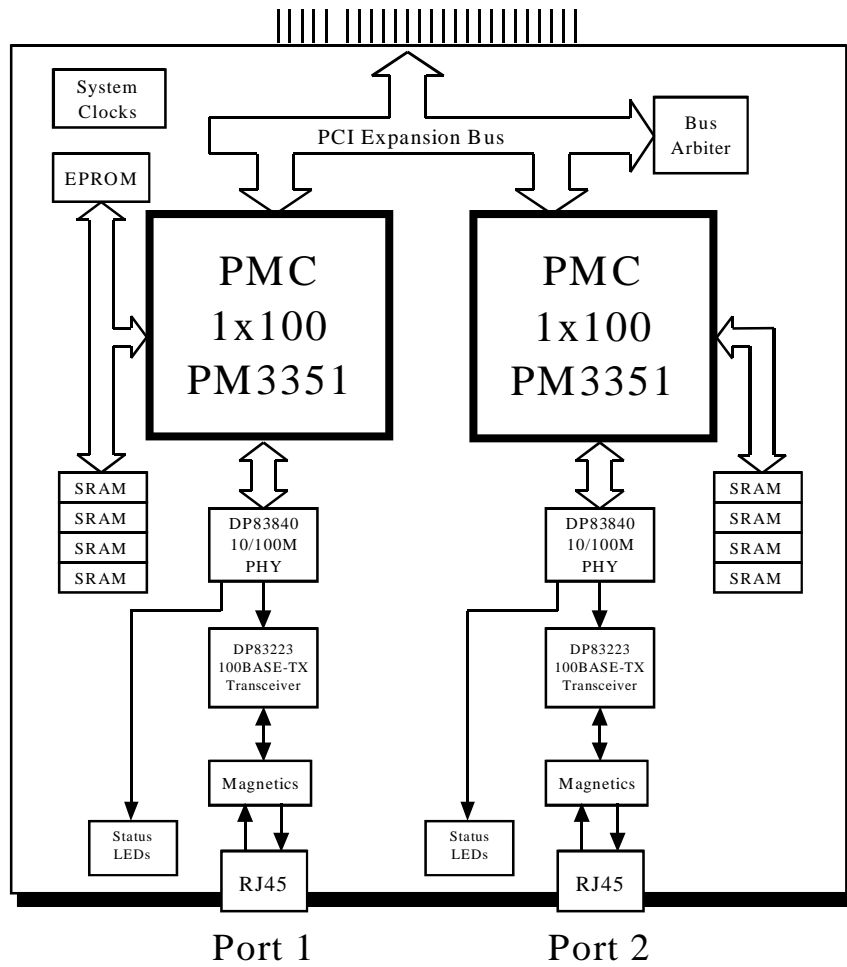 System
Clocks
PCI Expansion Bus
Bus
Arbiter
EPROM
PMC
1x100
PM3351
PMC
1x100
PM3351
SRAM
SRAM
SRAM
SRAM
DP83840
10/100M
PHY
DP83840
10/100M
PHY
SRAM
SRAM
SRAM
SRAM
DP83223
100BASE-TX
Transceiver
DP83223
100BASE-TX
Transceiver
Magnetics
Magnetics
Status
LEDs
Status
LEDs
RJ45
RJ45
Port 1
Port 2